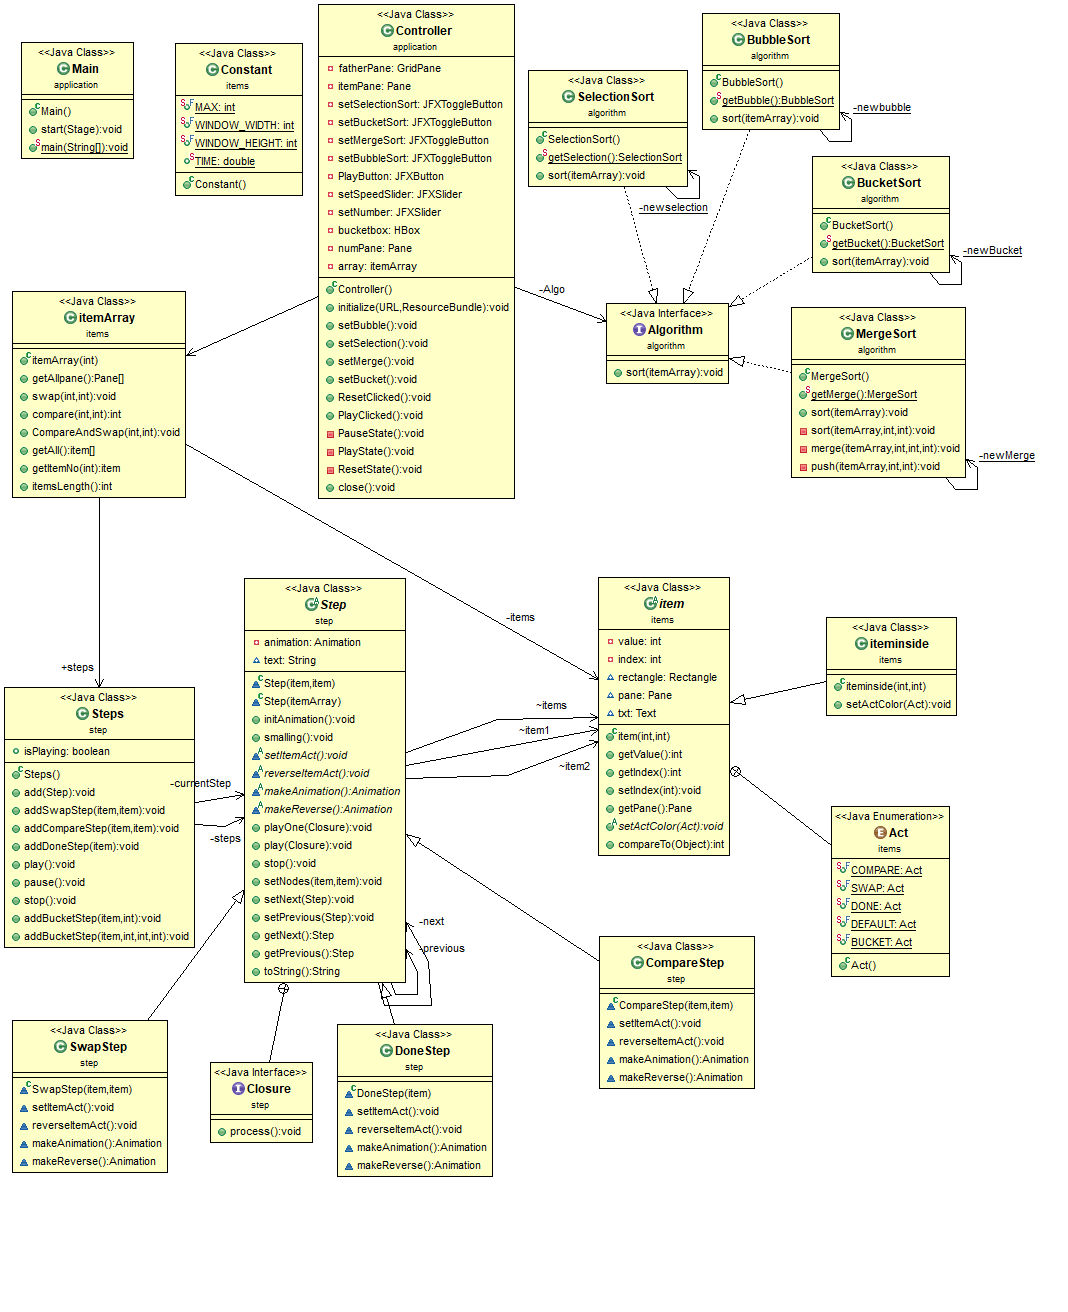 <<Java Class>>
Main
application
Main()
start(Stage):void
main(String[]):void
<<Java Class>>
Constant
items
MAX: int
WINDOW_WIDTH: int
WINDOW_HEIGHT: int
TIME: double
Constant()
<<Java Class>>
Controller
application
fatherPane: GridPane
itemPane: Pane
setSelectionSort: JFXToggleButton
setBucketSort: JFXToggleButton
setMergeSort: JFXToggleButton
setBubbleSort: JFXToggleButton
PlayButton: JFXButton
setSpeedSlider: JFXSlider
setNumber: JFXSlider
bucketbox: HBox
numPane: Pane
array: itemArray
Controller()
initialize(URL,ResourceBundle):void
setBubble():void
setSelection():void
setMerge():void
setBucket():void
ResetClicked():void
PlayClicked():void
PauseState():void
PlayState():void
ResetState():void
close():void
<<Java Class>>
SelectionSort
algorithm
SelectionSort()
getSelection():SelectionSort
sort(itemArray):void
-newselection
<<Java Class>>
BubbleSort
algorithm
BubbleSort()
getBubble():BubbleSort
sort(itemArray):void
-newbubble
<<Java Class>>
BucketSort
algorithm
BucketSort()
getBucket():BucketSort
sort(itemArray):void
-newBucket
-Algo
<<Java Interface>>
Algorithm
algorithm
sort(itemArray):void
<<Java Class>>
MergeSort
algorithm
MergeSort()
getMerge():MergeSort
sort(itemArray):void
sort(itemArray,int,int):void
merge(itemArray,int,int,int):void
push(itemArray,int,int):void
-newMerge
<<Java Class>>
itemArray
items
itemArray(int)
getAllpane():Pane[]
swap(int,int):void
compare(int,int):int
CompareAndSwap(int,int):void
getAll():item[]
getItemNo(int):item
itemsLength():int
+steps
-items
<<Java Class>>
Steps
step
isPlaying: boolean
Steps()
add(Step):void
addSwapStep(item,item):void
addCompareStep(item,item):void
addDoneStep(item):void
play():void
pause():void
stop():void
addBucketStep(item,int):void
addBucketStep(item,int,int,int):void
-currentStep
-steps
<<Java Class>>
Step
step
animation: Animation
text: String
Step(item,item)
Step(itemArray)
initAnimation():void
smalling():void
setItemAct():void
reverseItemAct():void
makeAnimation():Animation
makeReverse():Animation
playOne(Closure):void
play(Closure):void
stop():void
setNodes(item,item):void
setNext(Step):void
setPrevious(Step):void
getNext():Step
getPrevious():Step
toString():String
~items
~item1
~item2
-next
-previous
<<Java Class>>
item
items
value: int
index: int
rectangle: Rectangle
pane: Pane
txt: Text
item(int,int)
getValue():int
getIndex():int
setIndex(int):void
getPane():Pane
setActColor(Act):void
compareTo(Object):int
<<Java Class>>
iteminside
items
iteminside(int,int)
setActColor(Act):void
<<Java Enumeration>>
Act
items
COMPARE: Act
SWAP: Act
DONE: Act
DEFAULT: Act
BUCKET: Act
Act()
<<Java Class>>
CompareStep
step
CompareStep(item,item)
setItemAct():void
reverseItemAct():void
makeAnimation():Animation
makeReverse():Animation
<<Java Class>>
SwapStep
step
SwapStep(item,item)
setItemAct():void
reverseItemAct():void
makeAnimation():Animation
makeReverse():Animation
<<Java Interface>>
Closure
step
process():void
<<Java Class>>
DoneStep
step
DoneStep(item)
setItemAct():void
reverseItemAct():void
makeAnimation():Animation
makeReverse():Animation